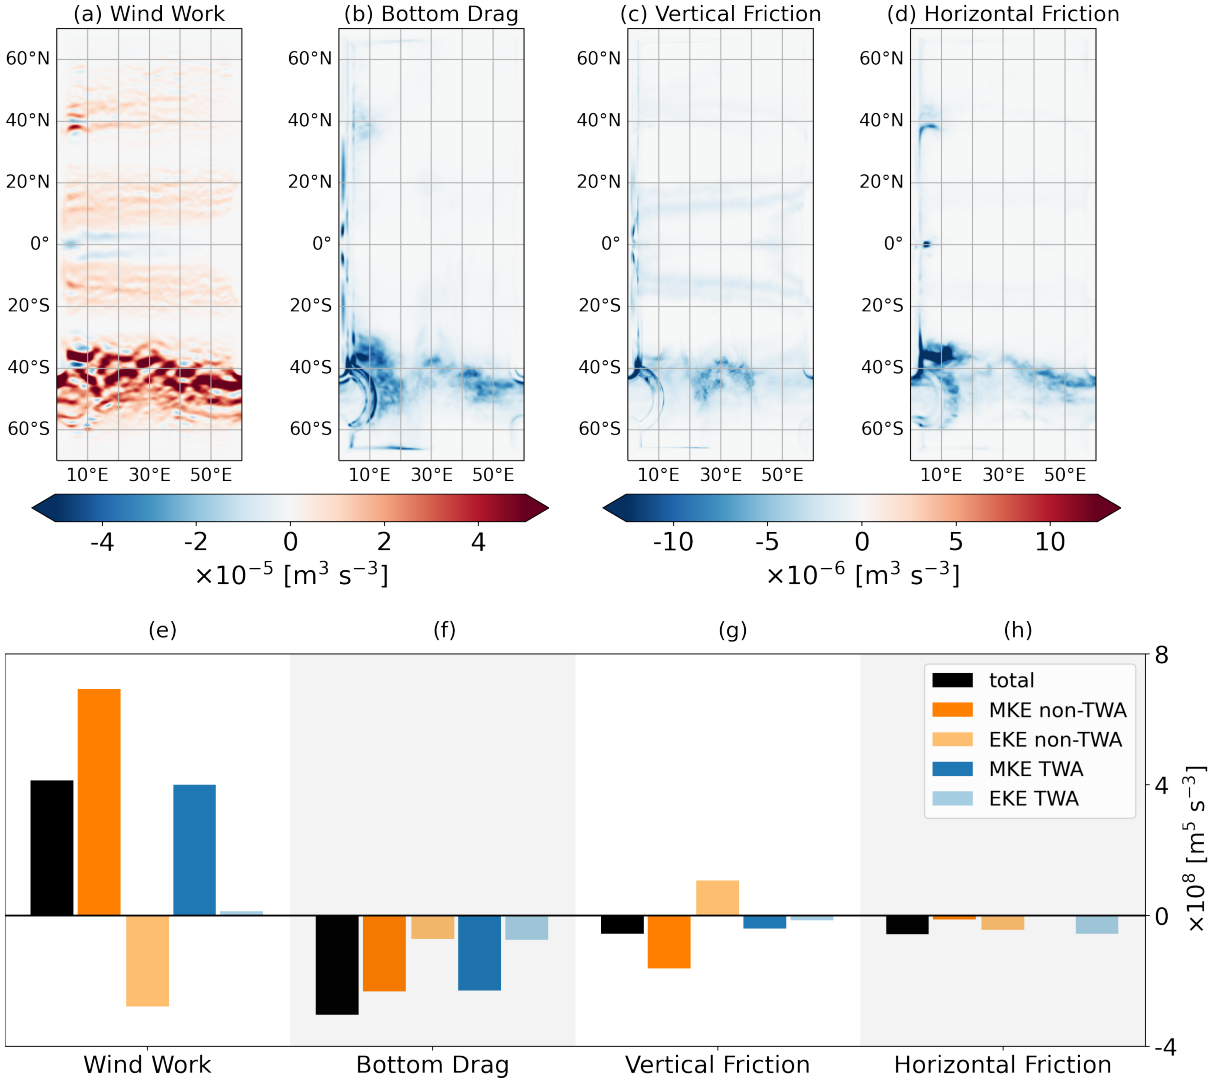 (a) Wind Work
(b) Bottom Drag
(c) Vertical Friction
(d) Horizontal Friction
60°N 60°N 60°N 60°N
40°N 40°N 40°N 40°N
20°N 20°N 20°N 20°N
0° 0° 0° 0°
20°S 20°S 20°S 20°S
40°S 40°S 40°S 40°S
60°S 60°S 60°S 60°S
10°E 30°E 50°E 10°E 30°E 50°E 10°E 30°E 50°E 10°E 30°E 50°E
-4 -2 0 2 4
×10⁻⁵ [m³ s⁻³]
-10 -5 0 5 10
×10⁻⁶ [m³ s⁻³]
(e) (f) (g) (h)
8
4
0
-4
×10⁸ [m⁵ s⁻³]
total
MKE non-TWA
EKE non-TWA
MKE TWA
EKE TWA
Wind Work
Bottom Drag
Vertical Friction
Horizontal Friction